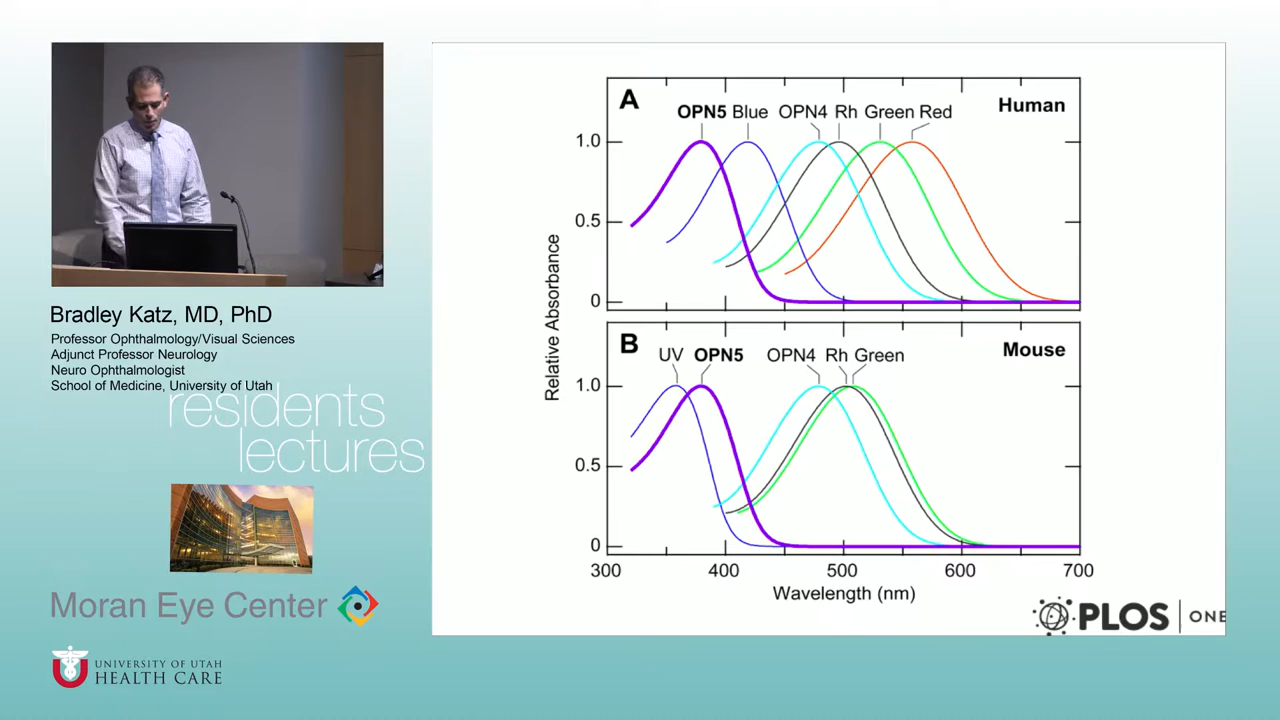 Bradley Katz, MD, PhD
Professor Ophthalmology/Visual Sciences
Adjunct Professor Neurology
Neuro Ophthalmologist
School of Medicine, University of Utah
residents
lectures
Moran Eye Center
UNIVERSITY OF UTAH
HEALTH CARE
A
OPN5 Blue OPN4 Rh Green Red
Human
1.0
0.5
0
Relative Absorbance
B
UV OPN5 OPN4 Rh Green
Mouse
1.0
0.5
0
300 400 500 600 700
Wavelength (nm)
PLOS | ONE